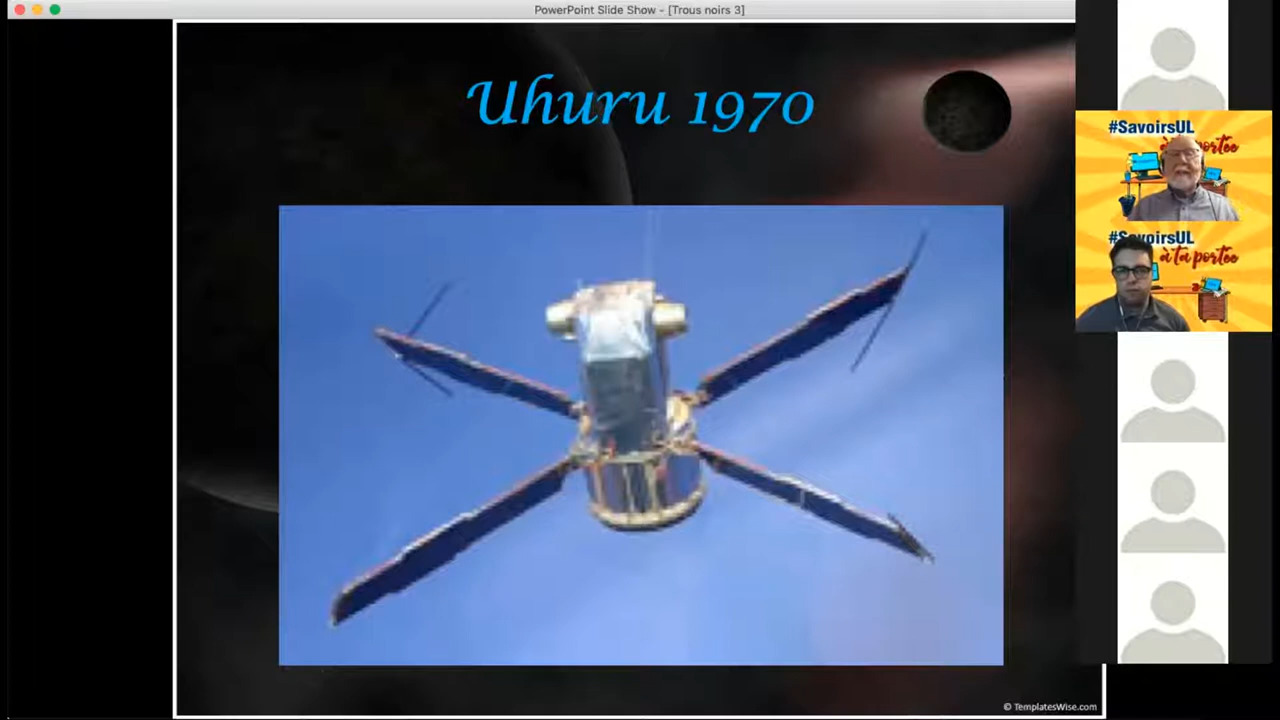 PowerPoint Slide Show - [Trous noirs 3]
Uhuru 1970
#SavoirsUL
à ta portée
#SavoirsUL
à ta portée
© TemplatesWise.com